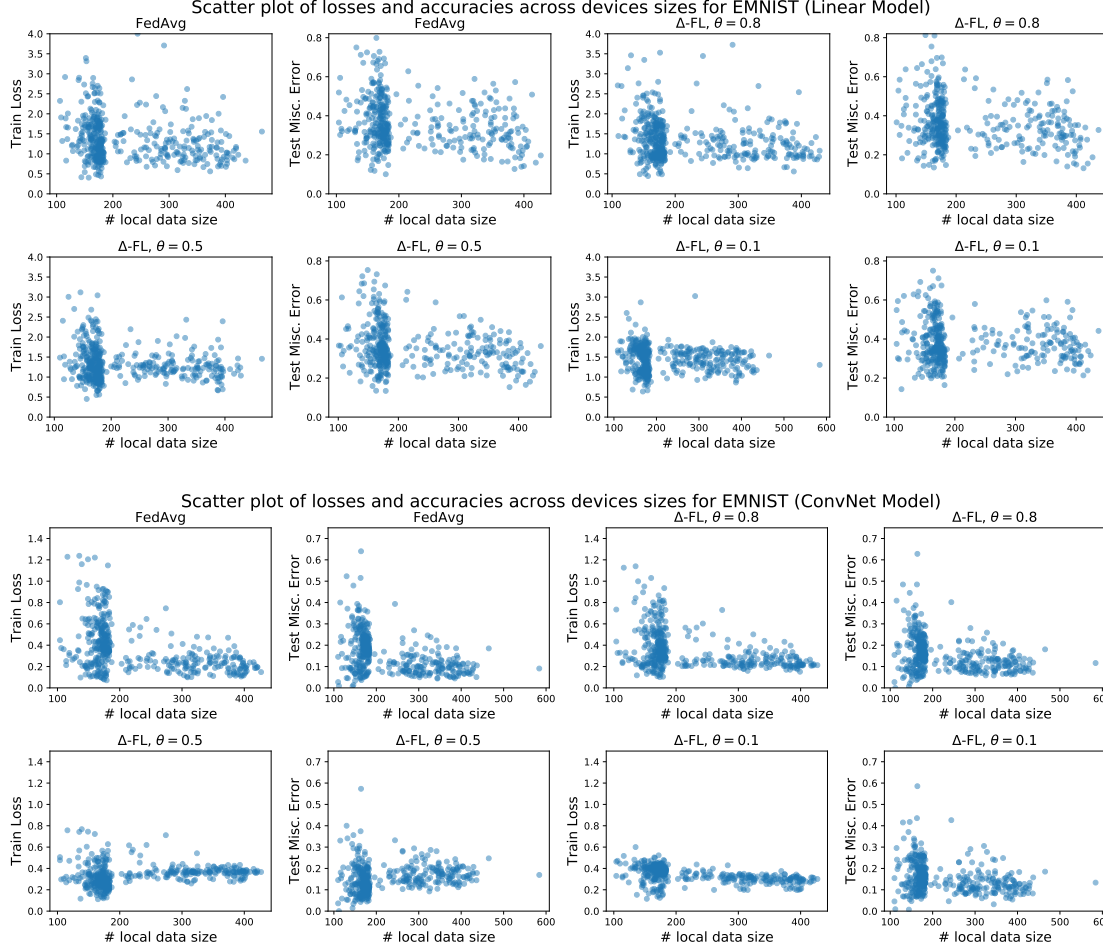 Scatter plot of losses and accuracies across devices sizes for EMNIST (Linear Model)
FedAvg
FedAvg
Δ-FL, θ = 0.8
Δ-FL, θ = 0.8
Train Loss
4.0
3.5
3.0
2.5
2.0
1.5
1.0
0.5
0.0
100 200 300 400
# local data size
Test Misc. Error
0.8
0.6
0.4
0.2
0.0
100 200 300 400
# local data size
Train Loss
4.0
3.5
3.0
2.5
2.0
1.5
1.0
0.5
0.0
100 200 300 400
# local data size
Test Misc. Error
0.8
0.6
0.4
0.2
0.0
100 200 300 400
# local data size
Δ-FL, θ = 0.5
Δ-FL, θ = 0.5
Δ-FL, θ = 0.1
Δ-FL, θ = 0.1
Train Loss
4.0
3.5
3.0
2.5
2.0
1.5
1.0
0.5
0.0
100 200 300 400
# local data size
Test Misc. Error
0.8
0.6
0.4
0.2
0.0
100 200 300 400
# local data size
Train Loss
4.0
3.5
3.0
2.5
2.0
1.5
1.0
0.5
0.0
100 200 300 400 500 600
# local data size
Test Misc. Error
0.8
0.6
0.4
0.2
0.0
100 200 300 400
# local data size
Scatter plot of losses and accuracies across devices sizes for EMNIST (ConvNet Model)
FedAvg
FedAvg
Δ-FL, θ = 0.8
Δ-FL, θ = 0.8
Train Loss
1.4
1.2
1.0
0.8
0.6
0.4
0.2
0.0
100 200 300 400
# local data size
Test Misc. Error
0.7
0.6
0.5
0.4
0.3
0.2
0.1
0.0
100 200 300 400 500 600
# local data size
Train Loss
1.4
1.2
1.0
0.8
0.6
0.4
0.2
0.0
100 200 300 400
# local data size
Test Misc. Error
0.7
0.6
0.5
0.4
0.3
0.2
0.1
0.0
100 200 300 400 500
# local data size
Δ-FL, θ = 0.5
Δ-FL, θ = 0.5
Δ-FL, θ = 0.1
Δ-FL, θ = 0.1
Train Loss
1.4
1.2
1.0
0.8
0.6
0.4
0.2
0.0
100 200 300 400
# local data size
Test Misc. Error
0.7
0.6
0.5
0.4
0.3
0.2
0.1
0.0
100 200 300 400 500 600
# local data size
Train Loss
1.4
1.2
1.0
0.8
0.6
0.4
0.2
0.0
100 200 300 400
# local data size
Test Misc. Error
0.7
0.6
0.5
0.4
0.3
0.2
0.1
0.0
100 200 300 400 500
# local data size